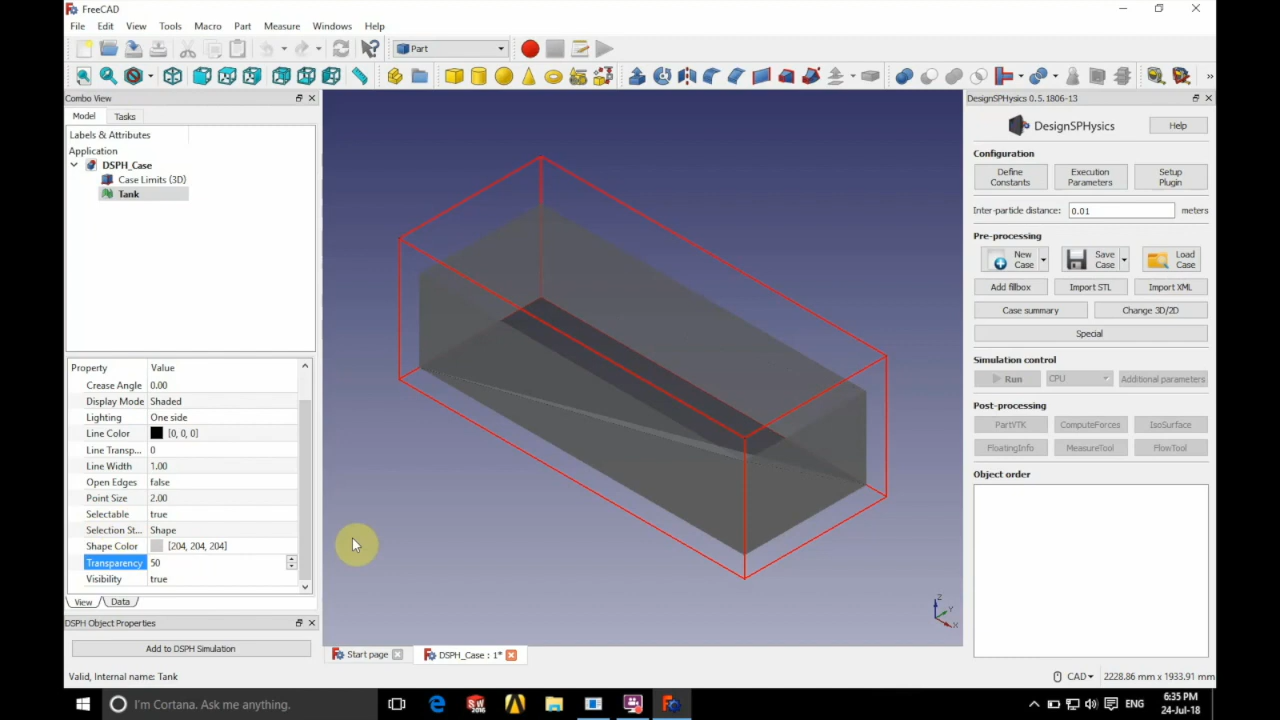 FreeCAD
File Edit View Tools Macro Part Measure Windows Help
Part
Combo View
Model Tasks
Labels & Attributes
Application
DSPH_Case
Case Limits (3D)
Tank
Property Value
Crease Angle 0.00
Display Mode Shaded
Lighting One side
Line Color [0, 0, 0]
Line Transp... 0
Line Width 1.00
Open Edges false
Point Size 2.00
Selectable true
Selection St... Shape
Shape Color [204, 204, 204]
Transparency 50
Visibility true
View Data
DSPH Object Properties
Add to DSPH Simulation
Valid, Internal name: Tank
Z
Y
X
Start page
DSPH_Case : 1*
DesignSPHysics 0.5.1806-13
DesignSPHysics Help
Configuration
Define Constants
Execution Parameters
Setup Plugin
Inter-particle distance: 0.01 meters
Pre-processing
New Case
Save Case
Load Case
Add fillbox Import STL Import XML
Case summary Change 3D/2D
Special
Simulation control
Run CPU Additional parameters
Post-processing
PartVTK ComputeForces IsoSurface
FloatingInfo MeasureTool FlowTool
Object order
CAD 2228.86 mm x 1933.91 mm
I'm Cortana. Ask me anything.
SW
2016
ENG
6:35 PM
24-Jul-18